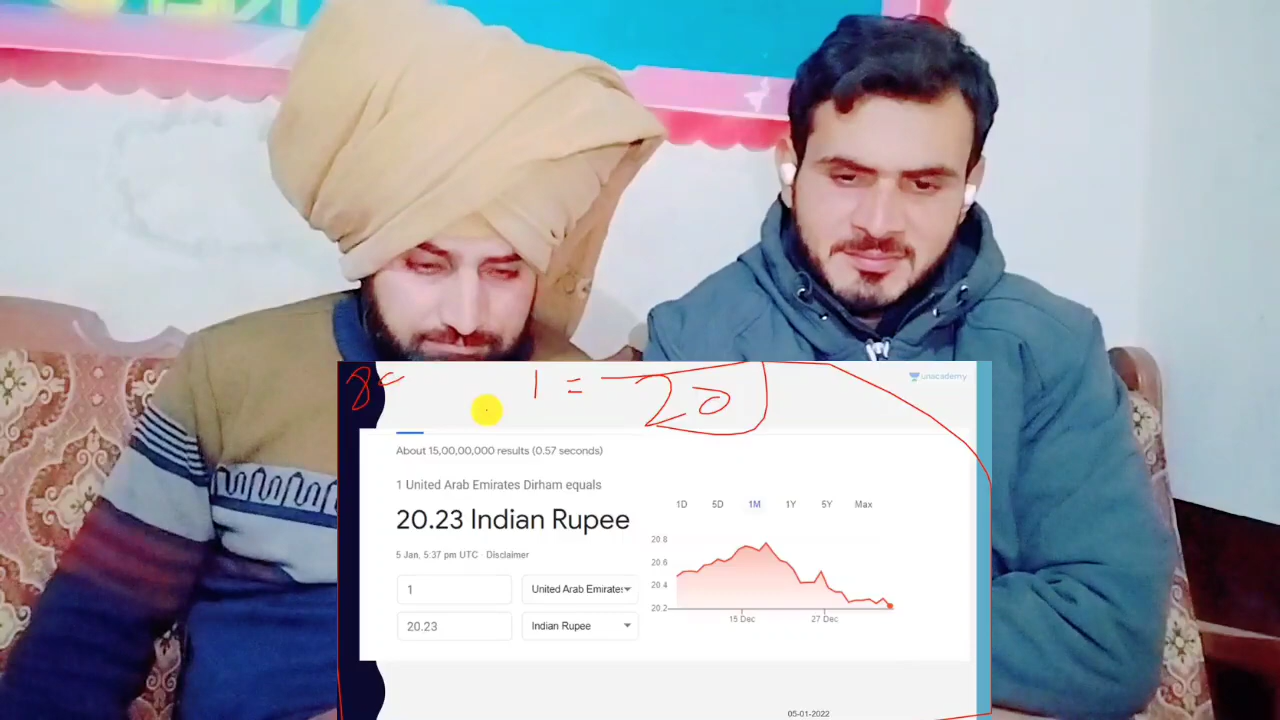 8
1 = 20
unacademy
About 15,00,00,000 results (0.57 seconds)
1 United Arab Emirates Dirham equals
20.23 Indian Rupee
5 Jan, 5:37 pm UTC · Disclaimer
1 United Arab Emirates
20.23 Indian Rupee
1D 5D 1M 1Y 5Y Max
20.8
20.6
20.4
20.2
15 Dec 27 Dec
05-01-2022